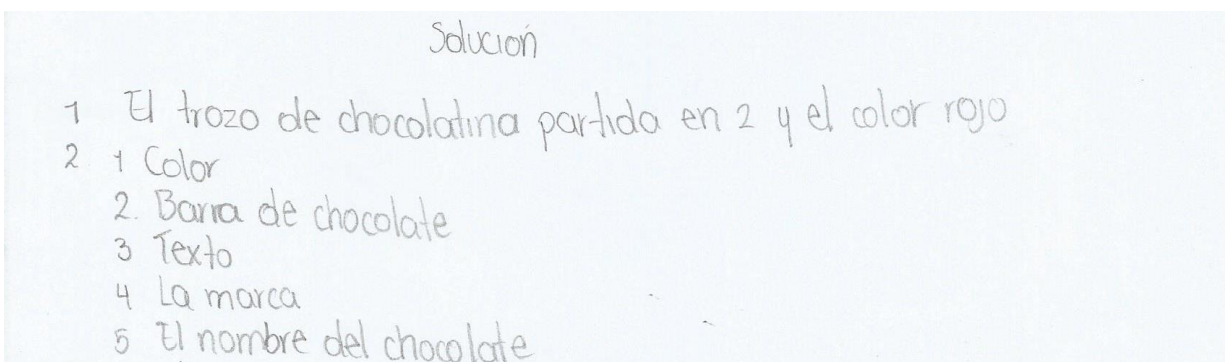 Solución
1 El trozo de chocolatina partida en 2 y el color rojo
2 1 Color
2. Barra de chocolate
3 Texto
4 La marca
5 El nombre del chocolate